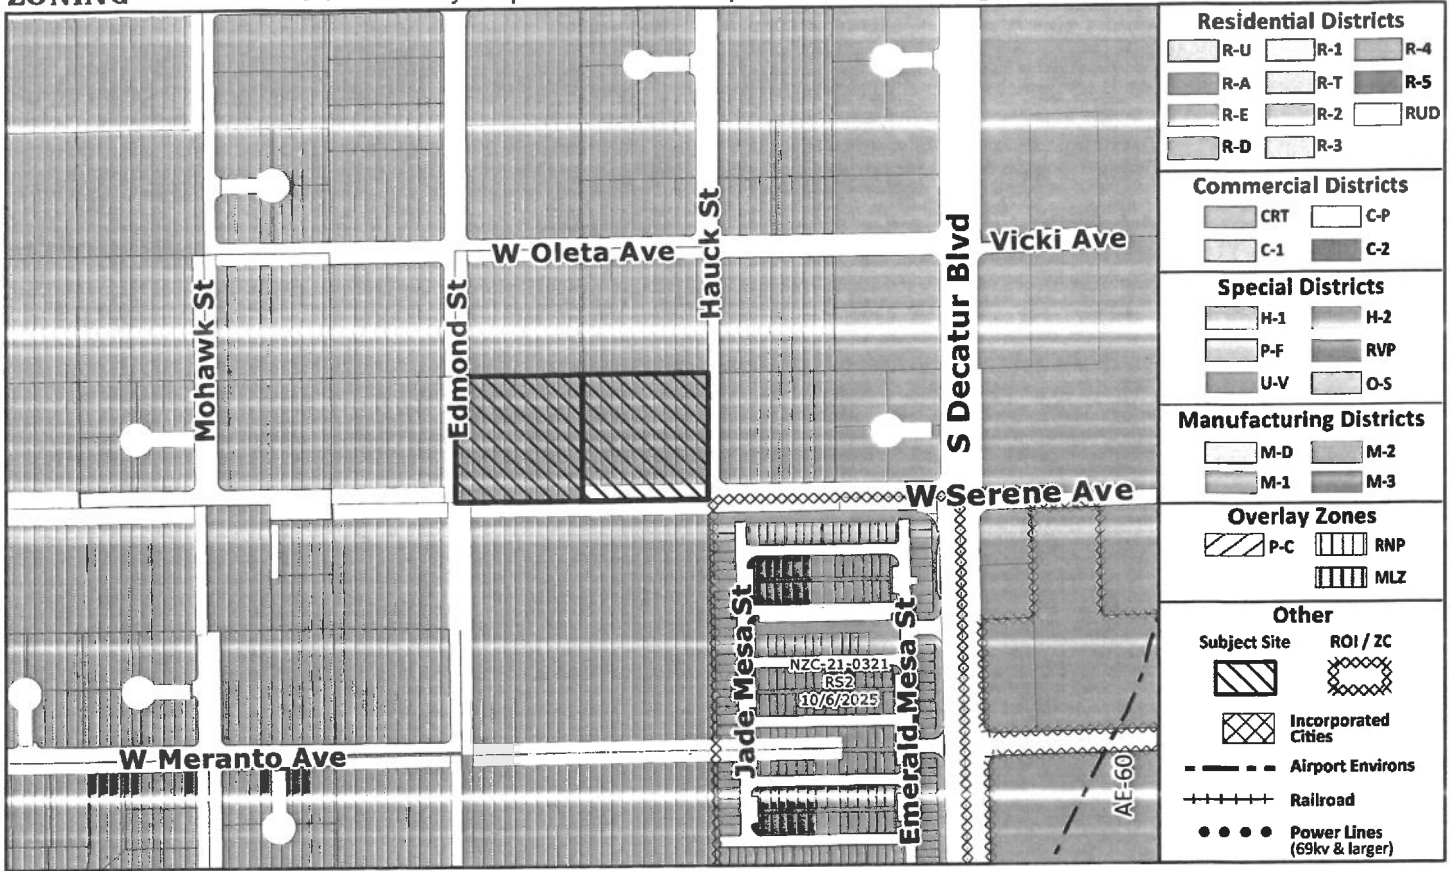 ZONING
W Oleta Ave
Vicki Ave
Hauck St
S Decatur Blvd
Mohawk St
Edmond St
W Serene Ave
Jade Mesa St
Emerald Mesa St
NZC-21-0321
RS2
10/6/2025
W Meranto Ave
AE-60
Residential Districts
R-U R-1 R-4
R-A R-T R-5
R-E R-2 RUD
R-D R-3
Commercial Districts
CRT C-P
C-1 C-2
Special Districts
H-1 H-2
P-F RVP
U-V O-S
Manufacturing Districts
M-D M-2
M-1 M-3
Overlay Zones
P-C RNP
MLZ
Other
Subject Site ROI / ZC
Incorporated
Cities
Airport Environs
Railroad
Power Lines
(69kv & larger)